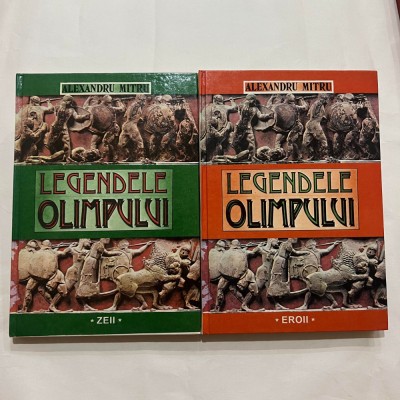 ALEXANDRU MITRU
LEGENDELE
OLIMPULUI
* ZEII *
ALEXANDRU MITRU
LEGENDELE
OLIMPULUI
* EROII *